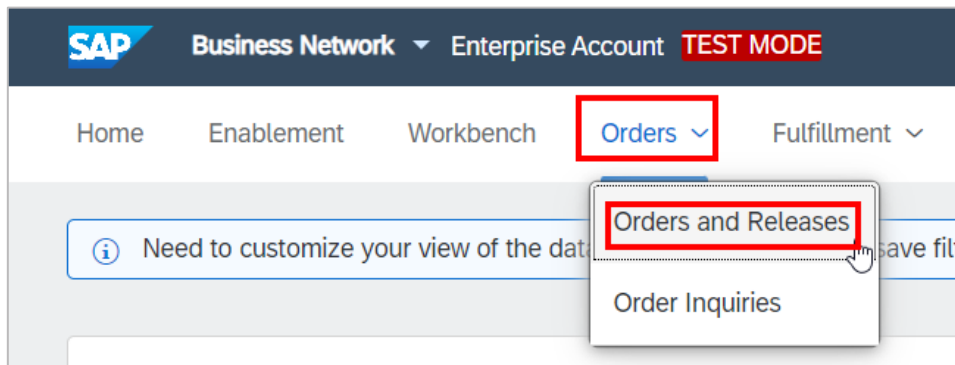 SAP Business Network Enterprise Account TEST MODE
Home Enablement Workbench Orders Fulfillment
Orders and Releases
Need to customize your view of the dat save filt
Order Inquiries